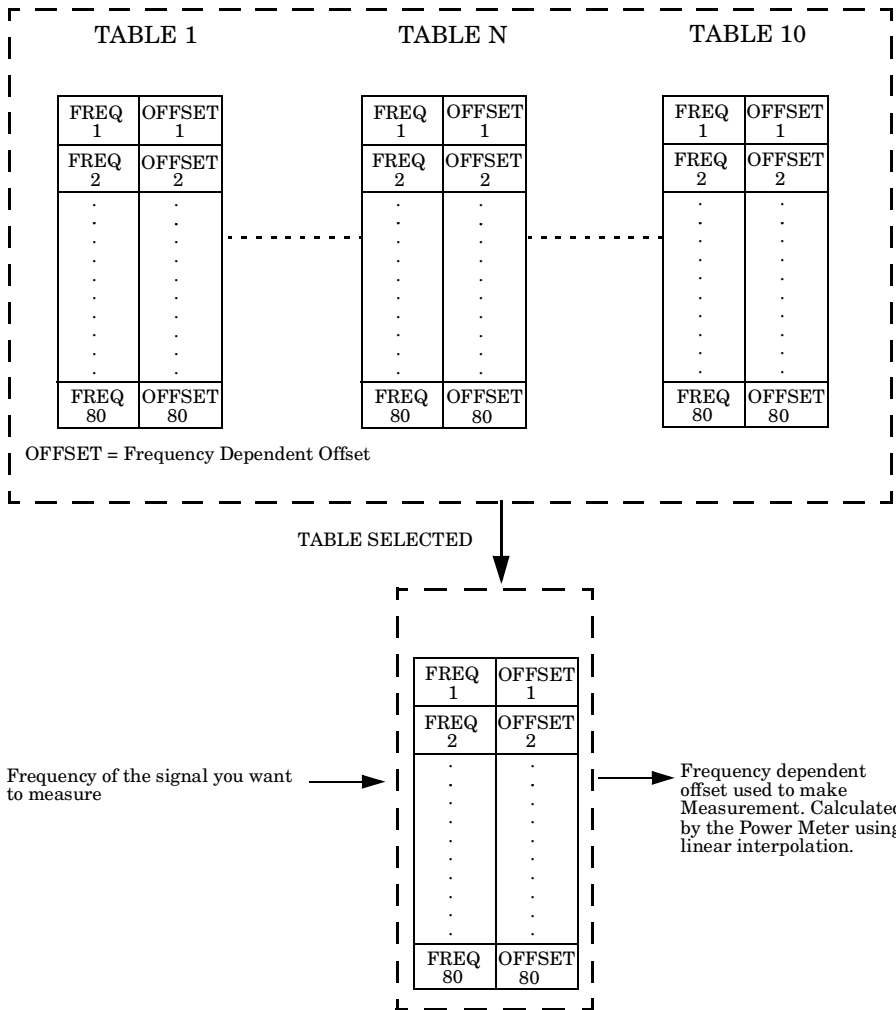 TABLE 1
TABLE N
TABLE 10
FREQ OFFSET
1 1
FREQ OFFSET
2 2
FREQ OFFSET
80 80
FREQ OFFSET
1 1
FREQ OFFSET
2 2
FREQ OFFSET
80 80
FREQ OFFSET
1 1
FREQ OFFSET
2 2
FREQ OFFSET
80 80
OFFSET = Frequency Dependent Offset
TABLE SELECTED
FREQ OFFSET
1 1
FREQ OFFSET
2 2
FREQ OFFSET
80 80
Frequency of the signal you want
to measure
Frequency dependent
offset used to make
Measurement. Calculated
by the Power Meter using
linear interpolation.